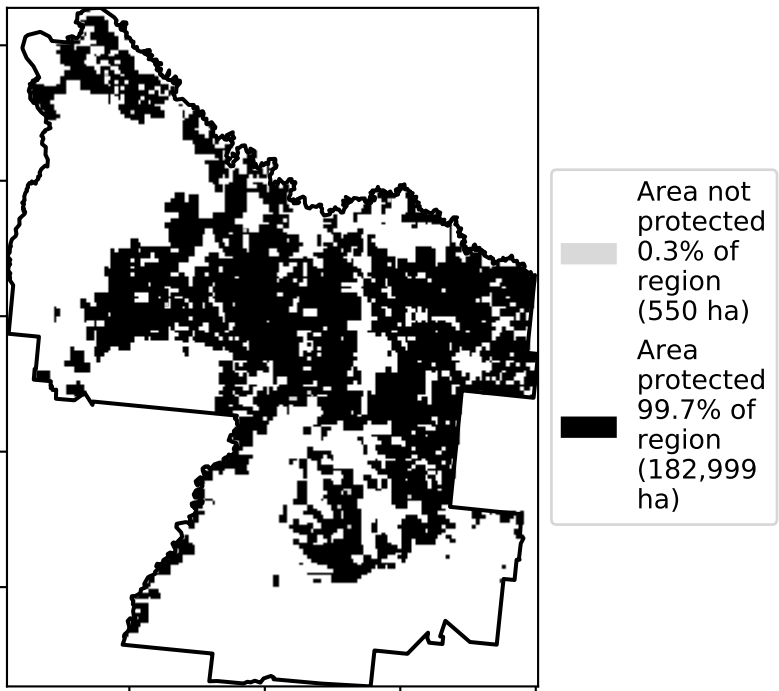 Area not
protected
0.3% of
region
(550 ha)
Area
protected
99.7% of
region
(182,999
ha)